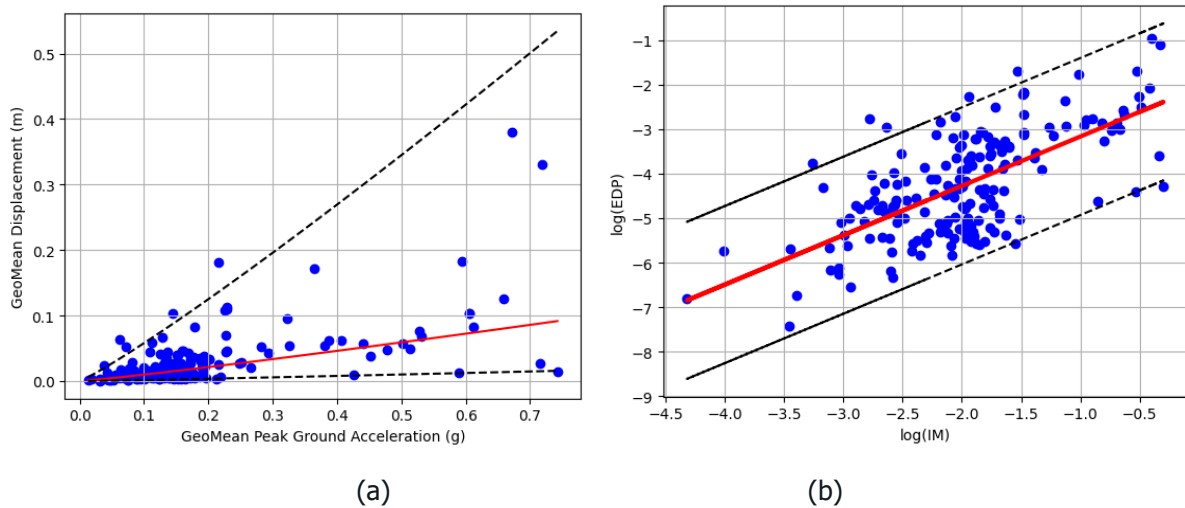 0.5
0.4
0.3
0.2
0.1
0.0
GeoMean Displacement (m)
0.0 0.1 0.2 0.3 0.4 0.5 0.6 0.7
GeoMean Peak Ground Acceleration (g)
(a)
−1
−2
−3
−4
−5
−6
−7
−8
−9
log(EDP)
−4.5 −4.0 −3.5 −3.0 −2.5 −2.0 −1.5 −1.0 −0.5
log(IM)
(b)